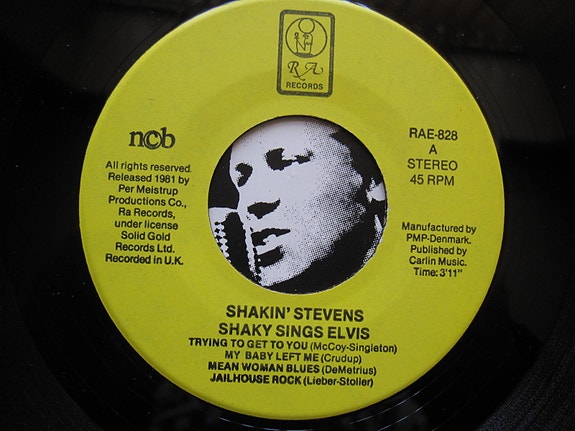 RA
RECORDS
ncb
All rights reserved.
Released 1981 by
Per Meistrup
Productions Co.,
Ra Records,
under license
Solid Gold
Records Ltd.
Recorded in U.K.
RAE-828
A
STEREO
45 RPM
Manufactured by
PMP-Denmark.
Published by
Carlin Music.
Time: 3'11"
SHAKIN' STEVENS
SHAKY SINGS ELVIS
TRYING TO GET TO YOU (McCoy-Singleton)
MY BABY LEFT ME (Crudup)
MEAN WOMAN BLUES (DeMetrius)
JAILHOUSE ROCK (Lieber-Stoller)